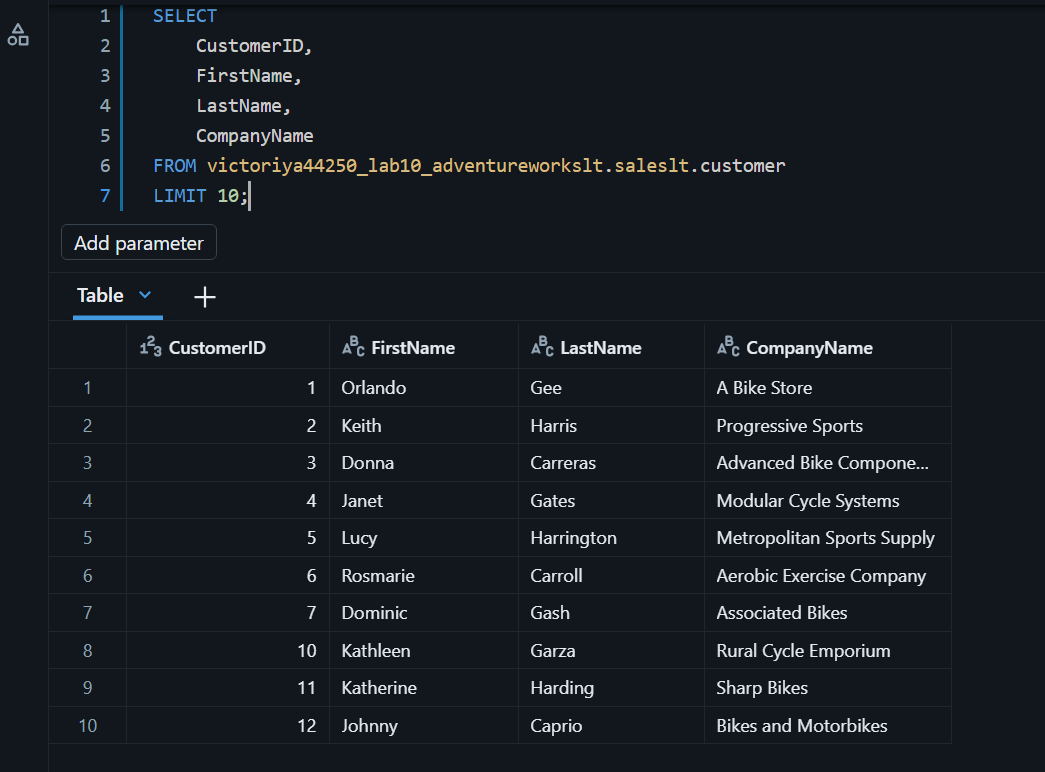 1 SELECT
2 CustomerID,
3 FirstName,
4 LastName,
5 CompanyName
6 FROM victoriya44250_lab10_adventureworkslt.saleslt.customer
7 LIMIT 10;
Add parameter
Table
123 CustomerID ABC FirstName ABC LastName ABC CompanyName
1 1 Orlando Gee A Bike Store
2 2 Keith Harris Progressive Sports
3 3 Donna Carreras Advanced Bike Compone...
4 4 Janet Gates Modular Cycle Systems
5 5 Lucy Harrington Metropolitan Sports Supply
6 6 Rosmarie Carroll Aerobic Exercise Company
7 7 Dominic Gash Associated Bikes
8 10 Kathleen Garza Rural Cycle Emporium
9 11 Katherine Harding Sharp Bikes
10 12 Johnny Caprio Bikes and Motorbikes